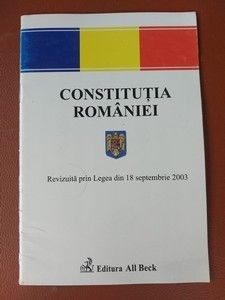 CONSTITUȚIA
ROMÂNIEI
Revizuită prin Legea din 18 septembrie 2003
Editura All Beck